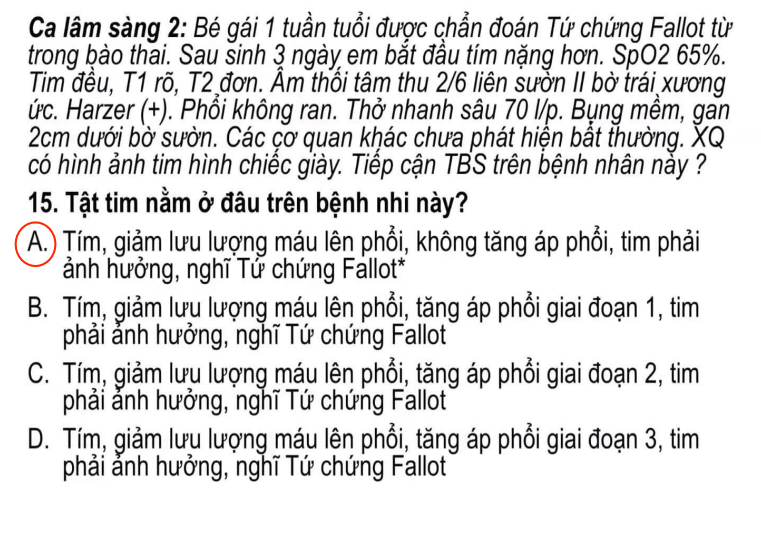 Ca lâm sàng 2: Bé gái 1 tuần tuổi được chẩn đoán Tứ chứng Fallot từ
trong bào thai. Sau sinh 3 ngày em bắt đầu tím nặng hơn. SpO2 65%.
Tim đều, T1 rõ, T2 đơn. Âm thổi tâm thu 2/6 liên sườn II bờ trái xương
ức. Harzer (+). Phổi không ran. Thở nhanh sâu 70 l/p. Bụng mềm, gan
2cm dưới bờ sườn. Các cơ quan khác chưa phát hiện bất thường. XQ
có hình ảnh tim hình chiếc giày. Tiếp cận TBS trên bệnh nhân này ?
15. Tật tim nằm ở đâu trên bệnh nhi này?
A. Tím, giảm lưu lượng máu lên phổi, không tăng áp phổi, tim phải
ảnh hưởng, nghĩ Tứ chứng Fallot*
B. Tím, giảm lưu lượng máu lên phổi, tăng áp phổi giai đoạn 1, tim
phải ảnh hưởng, nghĩ Tứ chứng Fallot
C. Tím, giảm lưu lượng máu lên phổi, tăng áp phổi giai đoạn 2, tim
phải ảnh hưởng, nghĩ Tứ chứng Fallot
D. Tím, giảm lưu lượng máu lên phổi, tăng áp phổi giai đoạn 3, tim
phải ảnh hưởng, nghĩ Tứ chứng Fallot